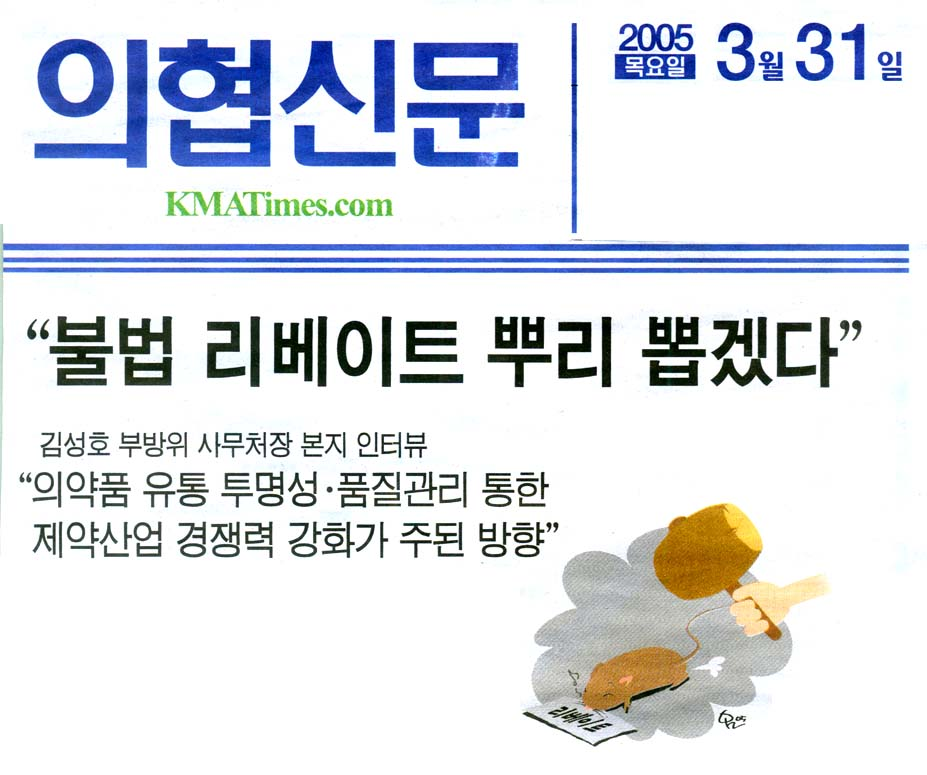 의협신문
KMATimes.com
2005
목요일
3월 31일
“불법 리베이트 뿌리 뽑겠다”
김성호 부방위 사무처장 본지 인터뷰
“의약품 유통 투명성·품질관리 통한
제약산업 경쟁력 강화가 주된 방향”
리베이트